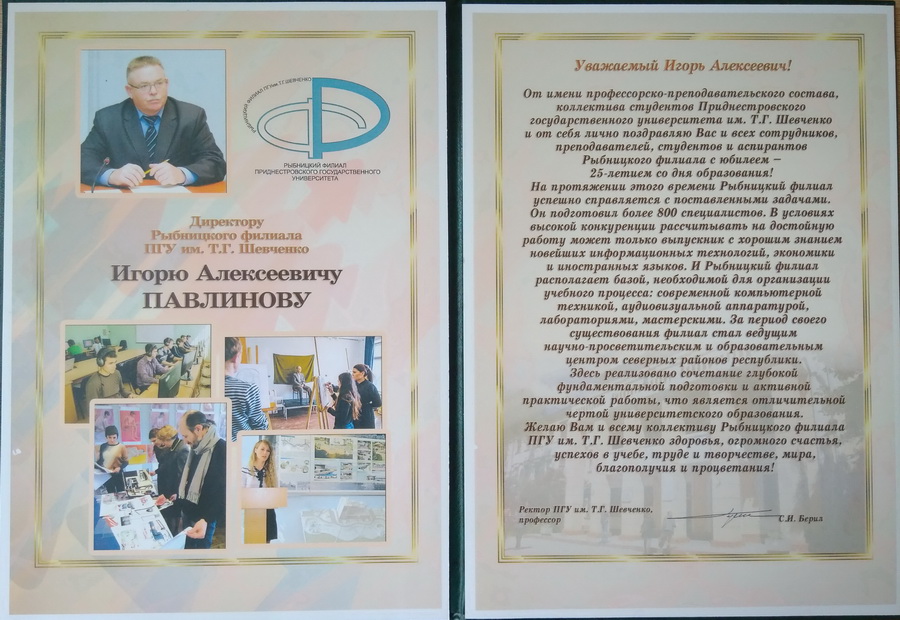 РЫБНИЦКИЙ ФИЛИАЛ ПГУ им. Т.Г. ШЕВЧЕНКО
РЫБНИЦКИЙ ФИЛИАЛ
ПРИДНЕСТРОВСКОГО ГОСУДАРСТВЕННОГО
УНИВЕРСИТЕТА
Директору
Рыбницкого филиала
ПГУ им. Т.Г. Шевченко
Игорю Алексеевичу
ПАВЛИНОВУ
Уважаемый Игорь Алексеевич!
От имени профессорско-преподавательского состава,
коллектива студентов Приднестровского
государственного университета им. Т.Г. Шевченко
и от себя лично поздравляю Вас и всех сотрудников,
преподавателей, студентов и аспирантов
Рыбницкого филиала с юбилеем –
25-летием со дня образования!
На протяжении этого времени Рыбницкий филиал
успешно справляется с поставленными задачами.
Он подготовил более 800 специалистов. В условиях
высокой конкуренции рассчитывать на достойную
работу может только выпускник с хорошим знанием
новейших информационных технологий, экономики
и иностранных языков. И Рыбницкий филиал
располагает базой, необходимой для организации
учебного процесса: современной компьютерной
техникой, аудиовизуальной аппаратурой,
лабораториями, мастерскими. За период своего
существования филиал стал ведущим
научно-просветительским и образовательным
центром северных районов республики.
Здесь реализовано сочетание глубокой
фундаментальной подготовки и активной
практической работы, что является отличительной
чертой университетского образования.
Желаю Вам и всему коллективу Рыбницкого филиала
ПГУ им. Т.Г. Шевченко здоровья, огромного счастья,
успехов в учебе, труде и творчестве, мира,
благополучия и процветания!
Ректор ПГУ им. Т.Г. Шевченко,
профессор С.И. Берил